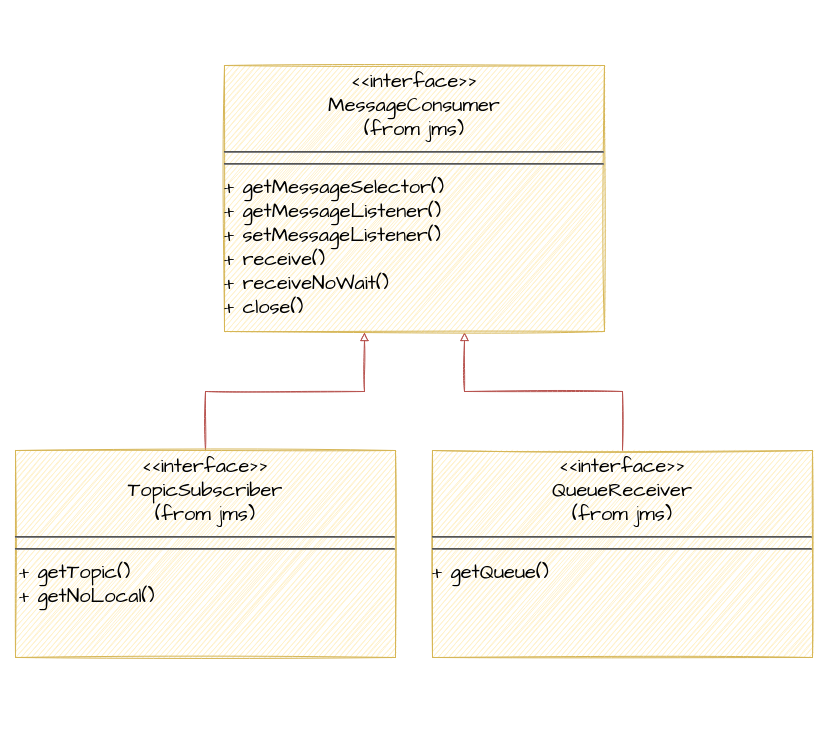 <<interface>>
MessageConsumer
(from jms)
+ getMessageSelector()
+ getMessageListener()
+ setMessageListener()
+ receive()
+ receiveNoWait()
+ close()
<<interface>>
TopicSubscriber
(from jms)
+ getTopic()
+ getNoLocal()
<<interface>>
QueueReceiver
(from jms)
+ getQueue()